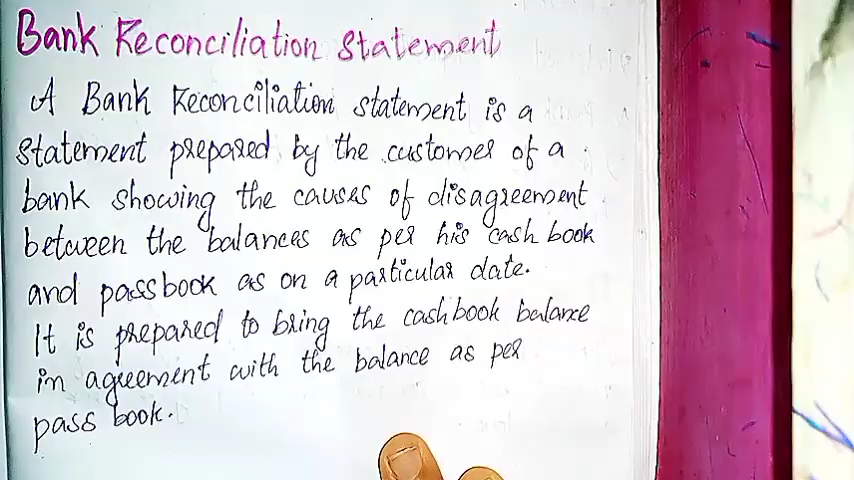 Bank Reconciliation Statement
A Bank Reconciliation statement is a
statement prepared by the customer of a
bank showing the causes of disagreement
between the balances as per his cash book
and passbook as on a particular date.
It is prepared to bring the cashbook balance
in agreement with the balance as per
pass book.